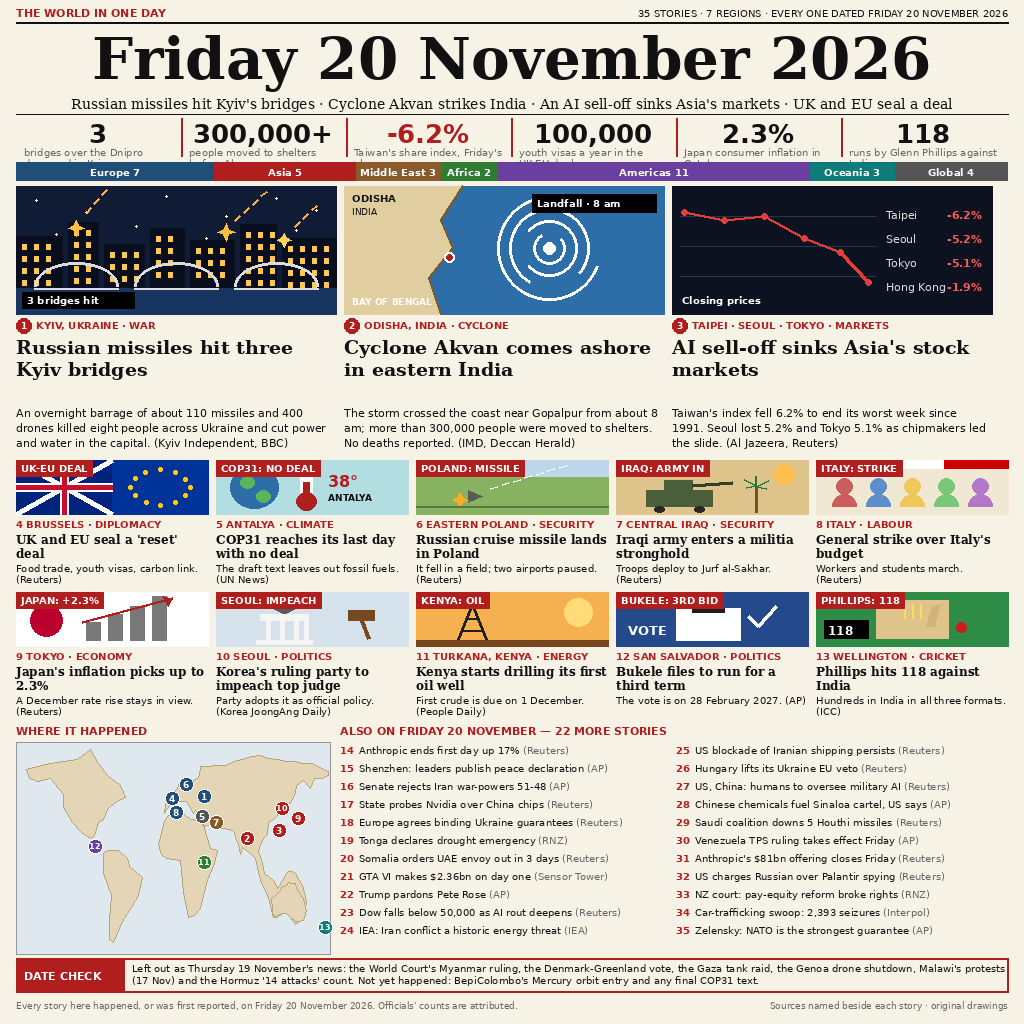 THE WORLD IN ONE DAY
35 STORIES · 7 REGIONS · EVERY ONE DATED FRIDAY 20 NOVEMBER 2026
Friday 20 November 2026
Russian missiles hit Kyiv's bridges · Cyclone Akvan strikes India · An AI sell-off sinks Asia's markets · UK and EU seal a deal
3
bridges over the Dnipro
300,000+
people moved to shelters
-6.2%
Taiwan's share index, Friday's
100,000
youth visas a year in the
2.3%
Japan consumer inflation in
118
runs by Glenn Phillips against
Europe 7
Asia 5
Middle East 3
Africa 2
Americas 11
Oceania 3
Global 4
3 bridges hit
ODISHA
INDIA
Landfall · 8 am
BAY OF BENGAL
Taipei -6.2%
Seoul -5.2%
Tokyo -5.1%
Hong Kong -1.9%
Closing prices
1 KYIV, UKRAINE · WAR
Russian missiles hit three
Kyiv bridges
An overnight barrage of about 110 missiles and 400
drones killed eight people across Ukraine and cut power
and water in the capital. (Kyiv Independent, BBC)
2 ODISHA, INDIA · CYCLONE
Cyclone Akvan comes ashore
in eastern India
The storm crossed the coast near Gopalpur from about 8
am; more than 300,000 people were moved to shelters.
No deaths reported. (IMD, Deccan Herald)
3 TAIPEI · SEOUL · TOKYO · MARKETS
AI sell-off sinks Asia's stock
markets
Taiwan's index fell 6.2% to end its worst week since
1991. Seoul lost 5.2% and Tokyo 5.1% as chipmakers led
the slide. (Al Jazeera, Reuters)
UK-EU DEAL
4 BRUSSELS · DIPLOMACY
UK and EU seal a 'reset'
deal
Food trade, youth visas, carbon link.
(Reuters)
COP31: NO DEAL
38°
ANTALYA
5 ANTALYA · CLIMATE
COP31 reaches its last day
with no deal
The draft text leaves out fossil fuels.
(UN News)
POLAND: MISSILE
6 EASTERN POLAND · SECURITY
Russian cruise missile lands
in Poland
It fell in a field; two airports paused.
(Reuters)
IRAQ: ARMY IN
7 CENTRAL IRAQ · SECURITY
Iraqi army enters a militia
stronghold
Troops deploy to Jurf al-Sakhar.
(Reuters)
ITALY: STRIKE
8 ITALY · LABOUR
General strike over Italy's
budget
Workers and students march.
(Reuters)
JAPAN: +2.3%
9 TOKYO · ECONOMY
Japan's inflation picks up to
2.3%
A December rate rise stays in view.
(Reuters)
SEOUL: IMPEACH
10 SEOUL · POLITICS
Korea's ruling party to
impeach top judge
Party adopts it as official policy.
(Korea JoongAng Daily)
KENYA: OIL
11 TURKANA, KENYA · ENERGY
Kenya starts drilling its first
oil well
First crude is due on 1 December.
(People Daily)
BUKELE: 3RD BID
VOTE
12 SAN SALVADOR · POLITICS
Bukele files to run for a
third term
The vote is on 28 February 2027. (AP)
PHILLIPS: 118
118
13 WELLINGTON · CRICKET
Phillips hits 118 against
India
Hundreds in India in all three formats.
(ICC)
WHERE IT HAPPENED
6
4
1
8
5
7
10
9
3
2
12
11
13
ALSO ON FRIDAY 20 NOVEMBER — 22 MORE STORIES
14 Anthropic ends first day up 17% (Reuters)
15 Shenzhen: leaders publish peace declaration (AP)
16 Senate rejects Iran war-powers 51-48 (AP)
17 State probes Nvidia over China chips (Reuters)
18 Europe agrees binding Ukraine guarantees (Reuters)
19 Tonga declares drought emergency (RNZ)
20 Somalia orders UAE envoy out in 3 days (Reuters)
21 GTA VI makes $2.36bn on day one (Sensor Tower)
22 Trump pardons Pete Rose (AP)
23 Dow falls below 50,000 as AI rout deepens (Reuters)
24 IEA: Iran conflict a historic energy threat (IEA)
25 US blockade of Iranian shipping persists (Reuters)
26 Hungary lifts its Ukraine EU veto (Reuters)
27 US, China: humans to oversee military AI (Reuters)
28 Chinese chemicals fuel Sinaloa cartel, US says (AP)
29 Saudi coalition downs 5 Houthi missiles (Reuters)
30 Venezuela TPS ruling takes effect Friday (AP)
31 Anthropic's $81bn offering closes Friday (Reuters)
32 US charges Russian over Palantir spying (Reuters)
33 NZ court: pay-equity reform broke rights (RNZ)
34 Car-trafficking swoop: 2,393 seizures (Interpol)
35 Zelensky: NATO is the strongest guarantee (AP)
DATE CHECK
Left out as Thursday 19 November's news: the World Court's Myanmar ruling, the Denmark-Greenland vote, the Gaza tank raid, the Genoa drone shutdown, Malawi's protests
(17 Nov) and the Hormuz '14 attacks' count. Not yet happened: BepiColombo's Mercury orbit entry and any final COP31 text.
Every story here happened, or was first reported, on Friday 20 November 2026. Officials' counts are attributed.
Sources named beside each story · original drawings